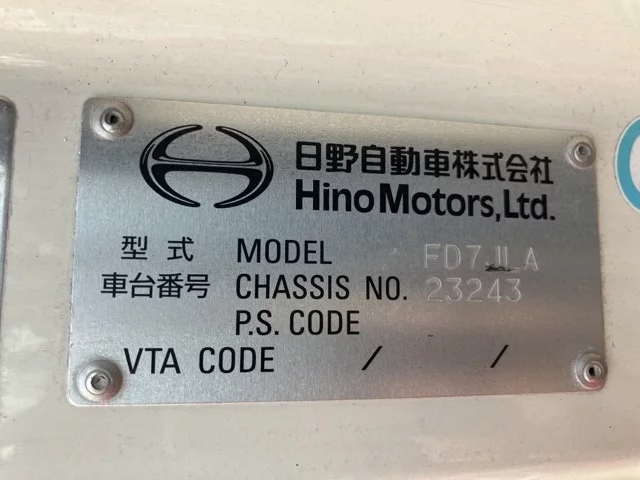 日野自動車株式会社
Hino Motors, Ltd.
型式 MODEL FD7JLA
車台番号 CHASSIS NO. 23243
P.S. CODE
VTA CODE / /